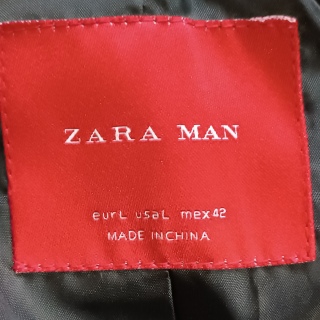 ZARA MAN
eurL usaL mex42
MADE IN CHINA